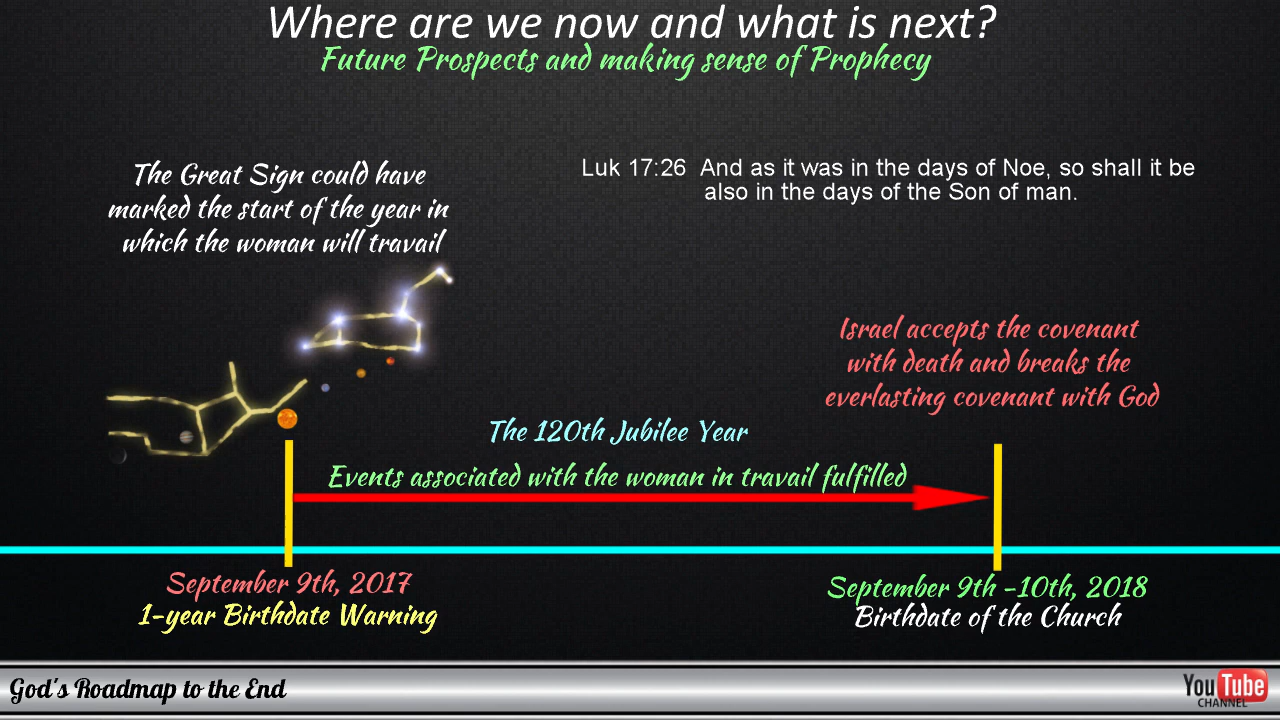 Where are we now and what is next?
Future Prospects and making sense of Prophecy
The Great Sign could have
marked the start of the year in
which the woman will travail
Luk 17:26 And as it was in the days of Noe, so shall it be
also in the days of the Son of man.
Israel accepts the covenant
with death and breaks the
everlasting covenant with God
The 120th Jubilee Year
Events associated with the woman in travail fulfilled
September 9th, 2017
1-year Birthdate Warning
September 9th -10th, 2018
Birthdate of the Church
God's Roadmap to the End
YouTube
CHANNEL